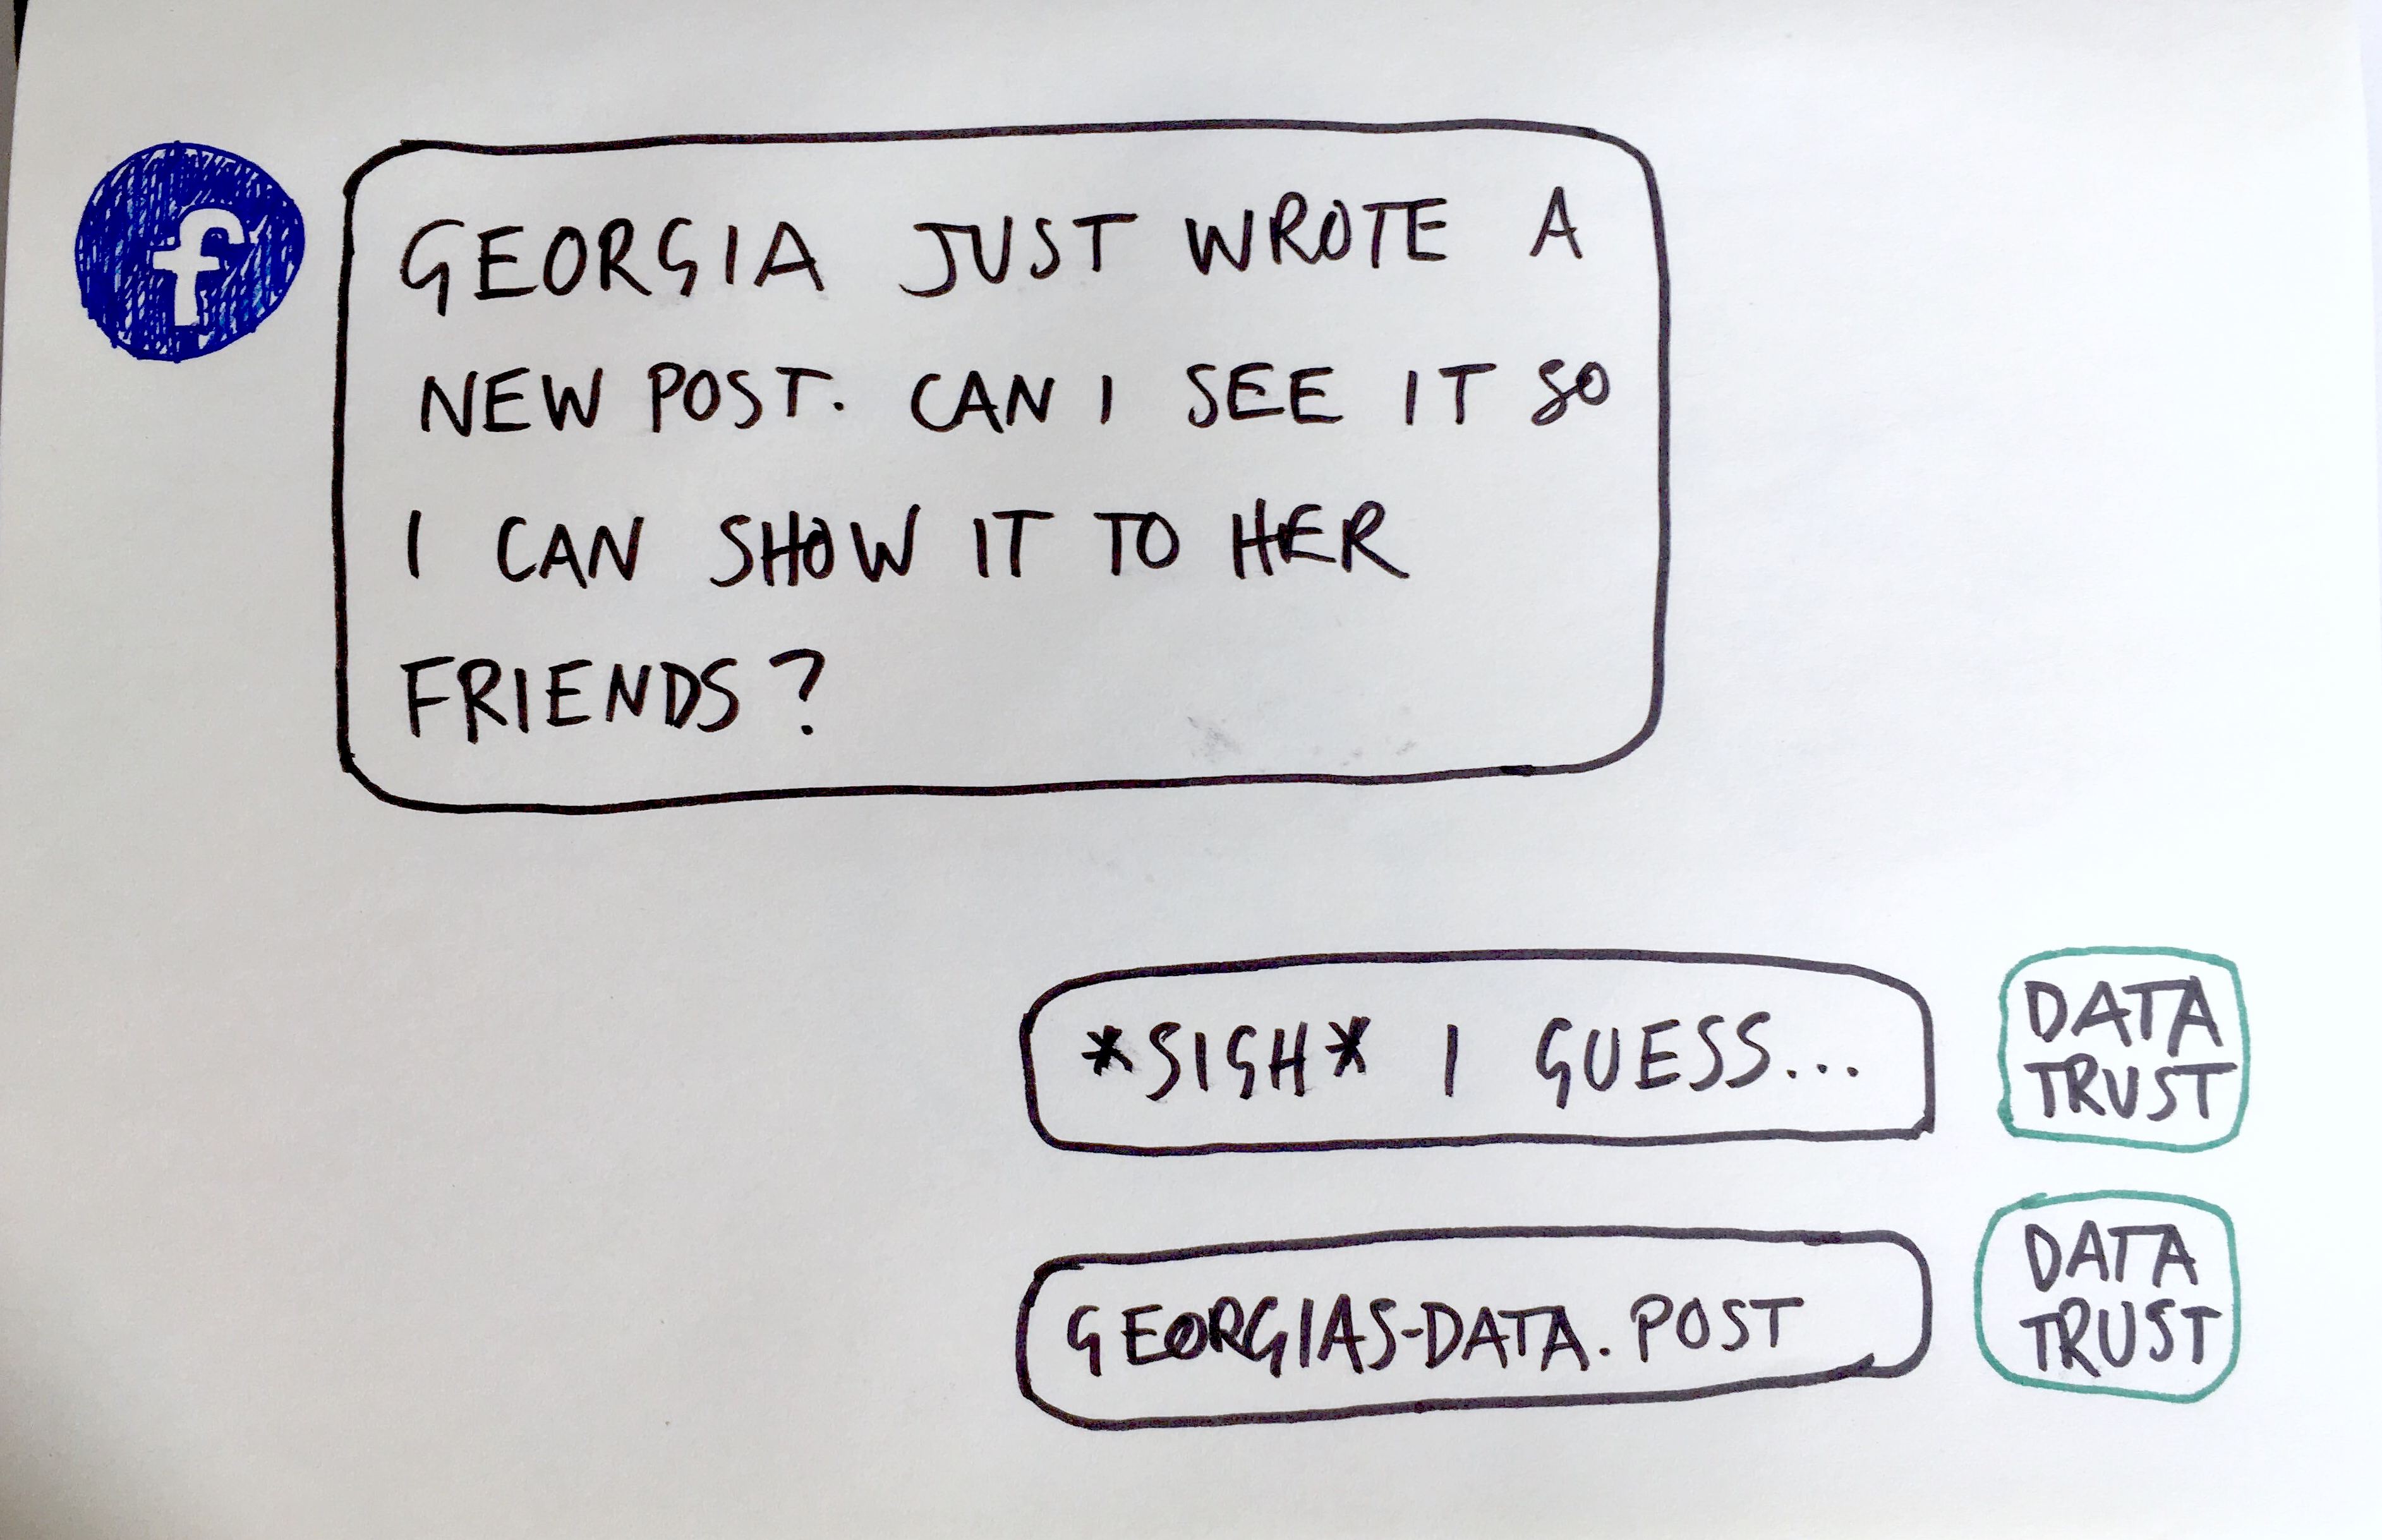 f
GEORGIA JUST WROTE A
NEW POST. CAN I SEE IT SO
I CAN SHOW IT TO HER
FRIENDS?
*SIGH* I GUESS...
DATA
TRUST
GEORGIAS-DATA.POST
DATA
TRUST